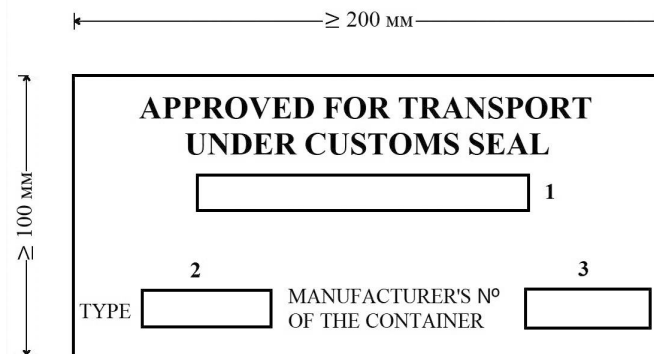 ≥ 200 мм
APPROVED FOR TRANSPORT
UNDER CUSTOMS SEAL
1
≥ 100 мм
2
3
TYPE
MANUFACTURER'S Nº
OF THE CONTAINER